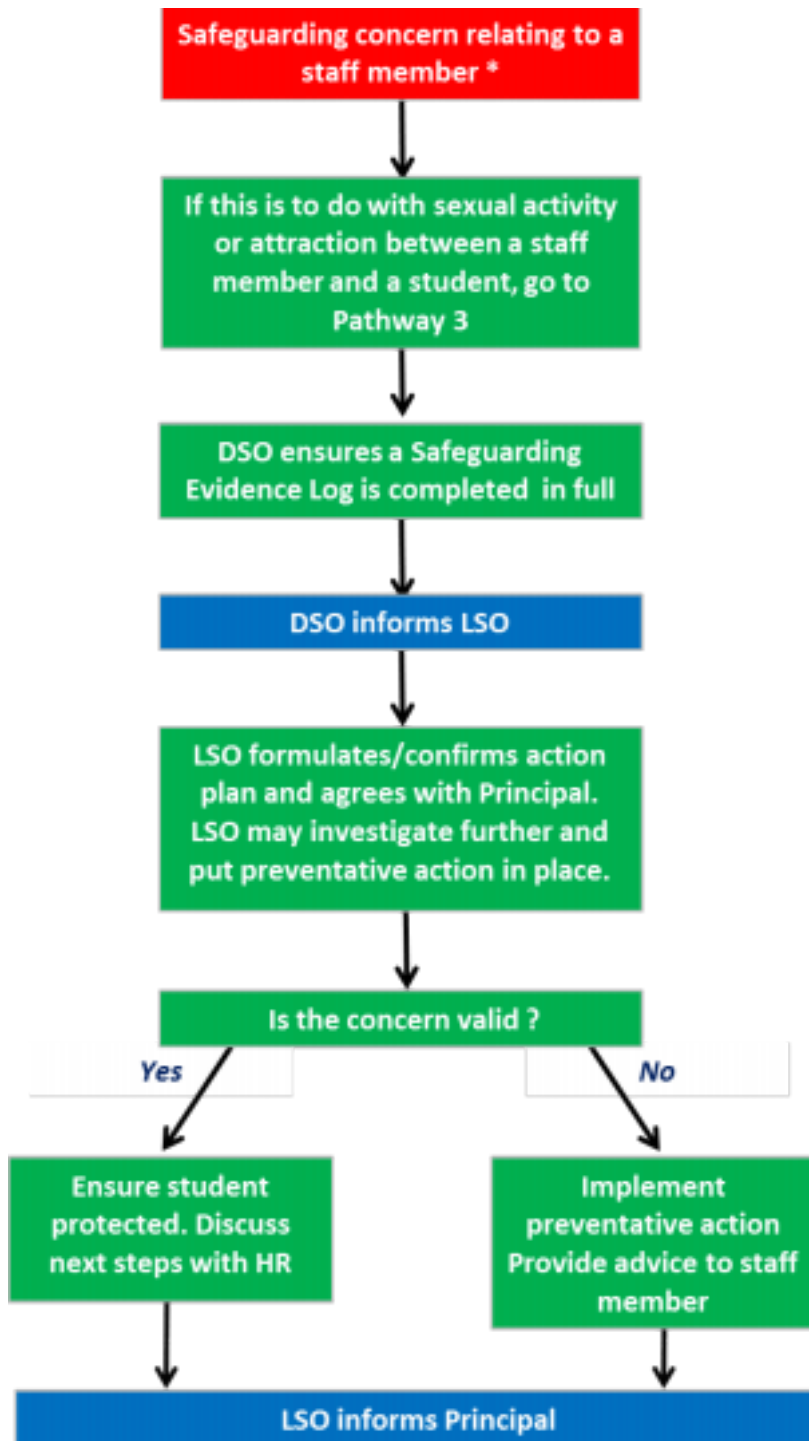 Safeguarding concern relating to a
staff member *
If this is to do with sexual activity
or attraction between a staff
member and a student, go to
Pathway 3
DSO ensures a Safeguarding
Evidence Log is completed in full
DSO informs LSO
LSO formulates/confirms action
plan and agrees with Principal.
LSO may investigate further and
put preventative action in place.
Is the concern valid ?
Yes
No
Ensure student
protected. Discuss
next steps with HR
Implement
preventative action
Provide advice to staff
member
LSO informs Principal